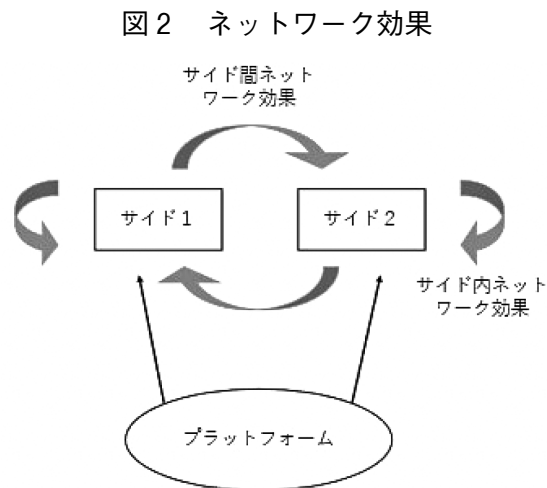 図2　ネットワーク効果
サイド間ネット
ワーク効果
サイド1
サイド2
サイド内ネット
ワーク効果
プラットフォーム